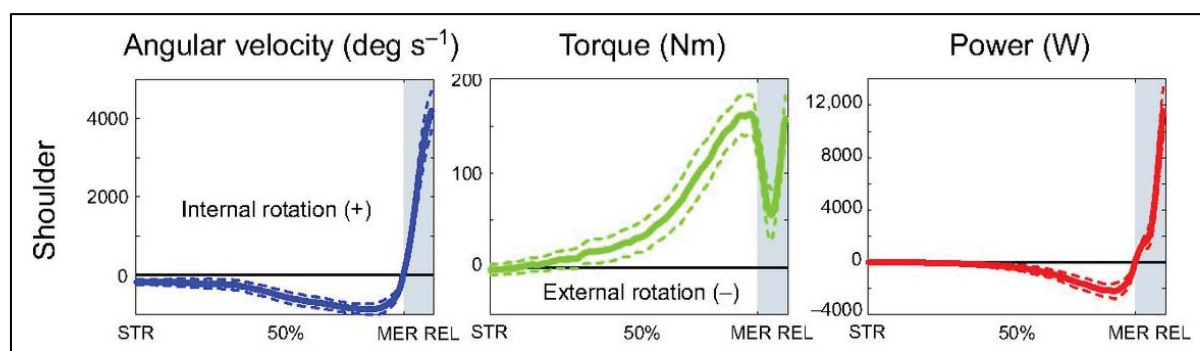 Angular velocity (deg s⁻¹)
Torque (Nm)
Power (W)
Shoulder
4000
2000
0
Internal rotation (+)
STR 50% MER REL
200
100
0
External rotation (–)
STR 50% MER REL
12,000
8000
4000
0
–4000
STR 50% MER REL